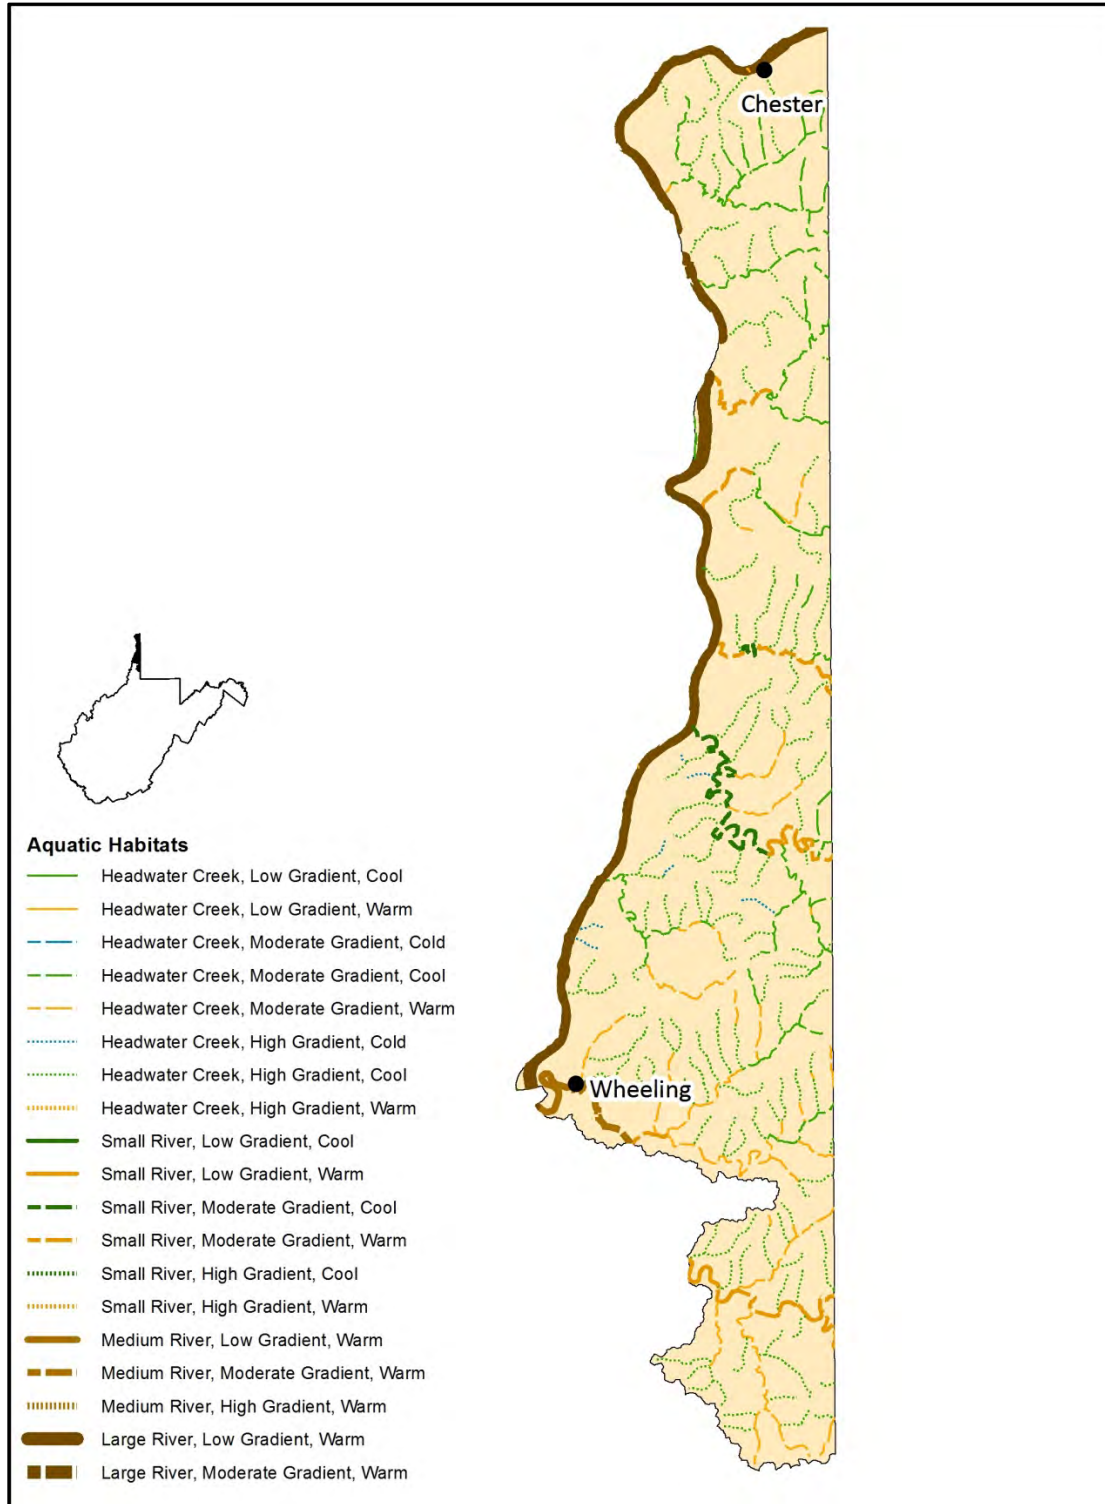 Chester
Wheeling
Aquatic Habitats
Headwater Creek, Low Gradient, Cool
Headwater Creek, Low Gradient, Warm
Headwater Creek, Moderate Gradient, Cold
Headwater Creek, Moderate Gradient, Cool
Headwater Creek, Moderate Gradient, Warm
Headwater Creek, High Gradient, Cold
Headwater Creek, High Gradient, Cool
Headwater Creek, High Gradient, Warm
Small River, Low Gradient, Cool
Small River, Low Gradient, Warm
Small River, Moderate Gradient, Cool
Small River, Moderate Gradient, Warm
Small River, High Gradient, Cool
Small River, High Gradient, Warm
Medium River, Low Gradient, Warm
Medium River, Moderate Gradient, Warm
Medium River, High Gradient, Warm
Large River, Low Gradient, Warm
Large River, Moderate Gradient, Warm